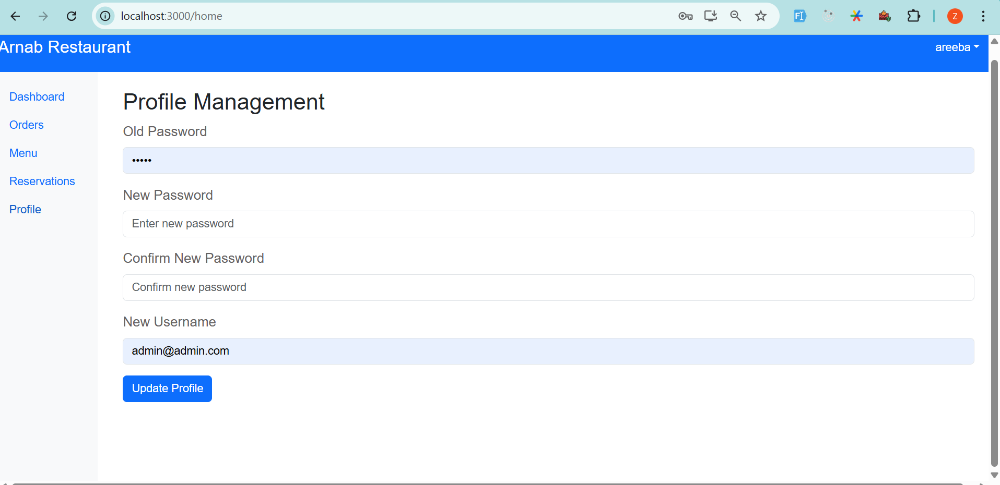 localhost:3000/home
FI
Z
Arnab Restaurant
areeba
Dashboard
Orders
Menu
Reservations
Profile
Profile Management
Old Password
•••••
New Password
Enter new password
Confirm New Password
Confirm new password
New Username
admin@admin.com
Update Profile